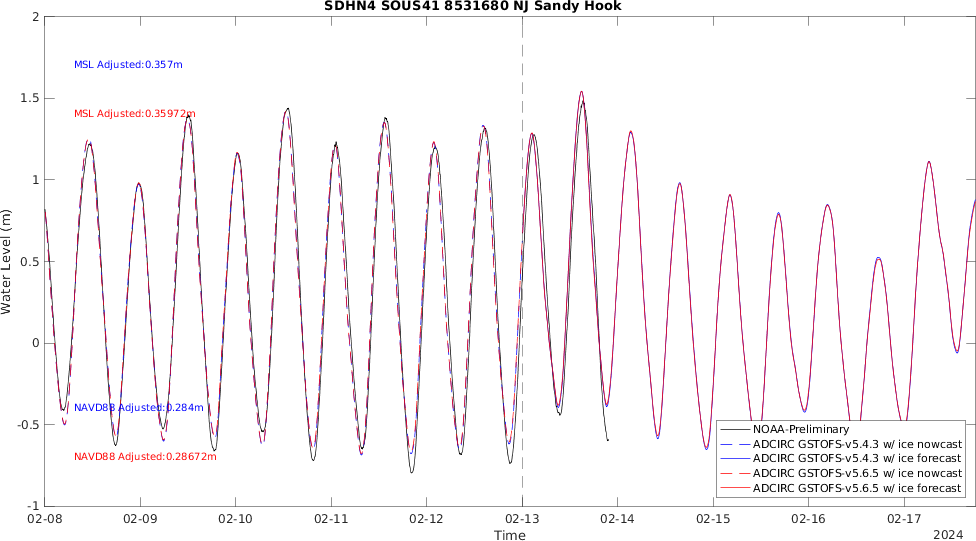 SDHN4 SOUS41 8531680 NJ Sandy Hook
2
1.5
1
0.5
0
-0.5
-1
Water Level (m)
MSL Adjusted:0.357m
MSL Adjusted:0.35972m
NAVD88 Adjusted:0.284m
NAVD88 Adjusted:0.28672m
NOAA-Preliminary
ADCIRC GSTOFS-v5.4.3 w/ ice nowcast
ADCIRC GSTOFS-v5.4.3 w/ ice forecast
ADCIRC GSTOFS-v5.6.5 w/ ice nowcast
ADCIRC GSTOFS-v5.6.5 w/ ice forecast
02-08 02-09 02-10 02-11 02-12 02-13 02-14 02-15 02-16 02-17
Time
2024